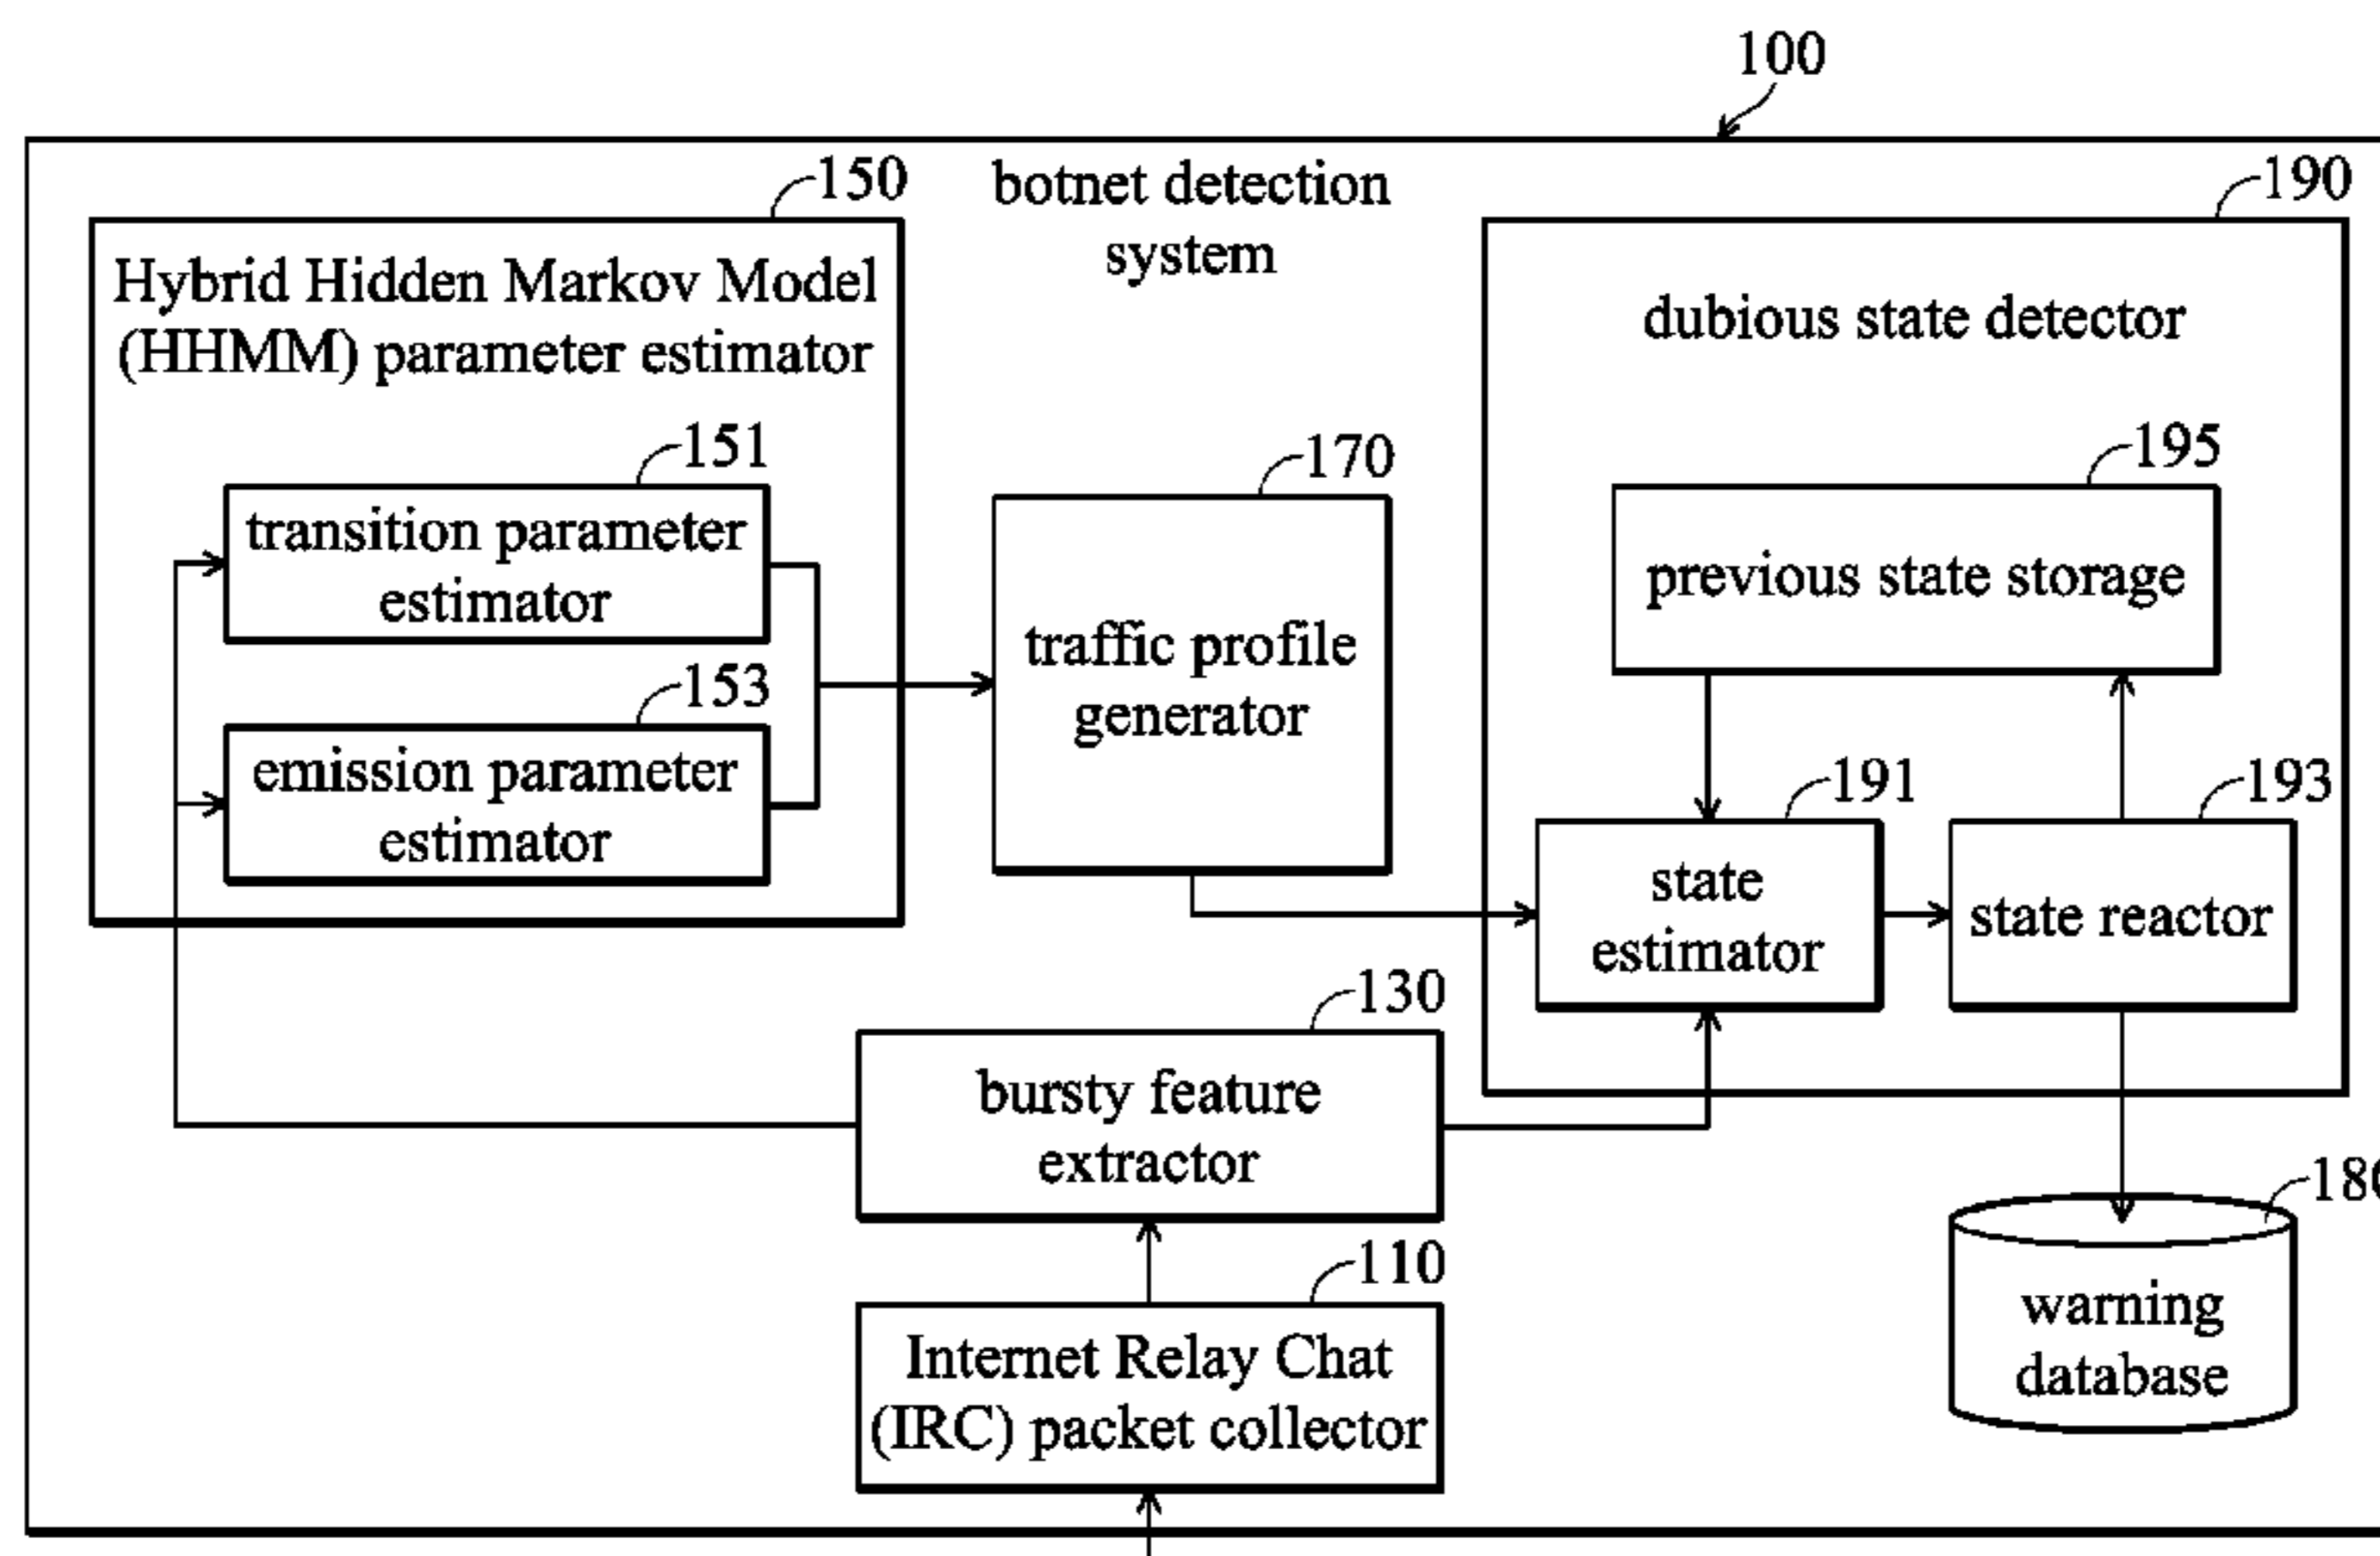 100
botnet detection
system
150
Hybrid Hidden Markov Model
(HHMM) parameter estimator
151
transition parameter
estimator
153
emission parameter
estimator
170
traffic profile
generator
190
dubious state detector
195
previous state storage
191
state
estimator
193
state reactor
130
bursty feature
extractor
110
Internet Relay Chat
(IRC) packet collector
warning
database